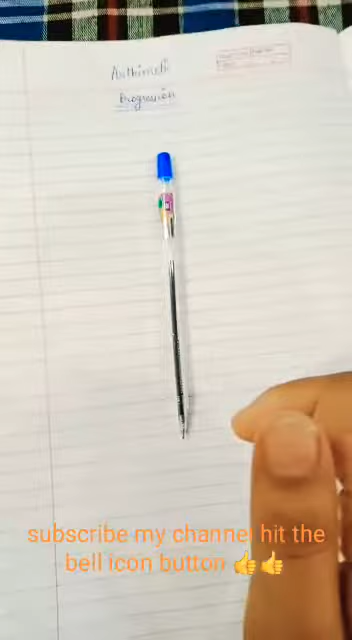 Arithmetic
Progression
subscribe my channel hit the
bell icon button 👍👍